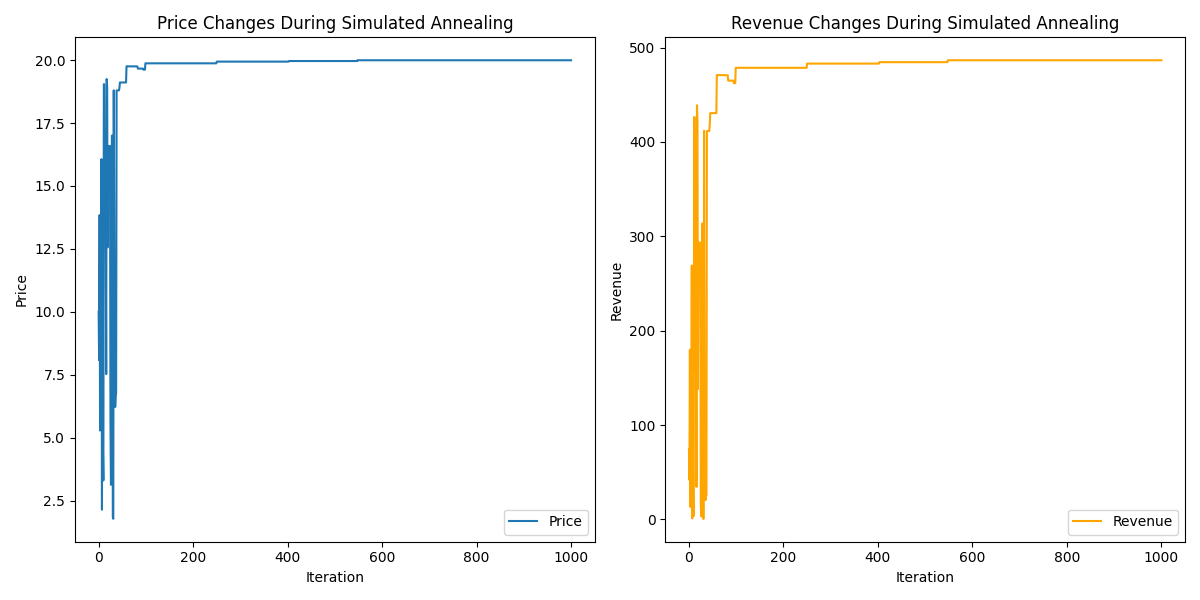 Price Changes During Simulated Annealing
20.0
17.5
15.0
12.5
10.0
7.5
5.0
2.5
Price
0 200 400 600 800 1000
Iteration
Price
Revenue Changes During Simulated Annealing
500
400
300
200
100
0
Revenue
0 200 400 600 800 1000
Iteration
Revenue